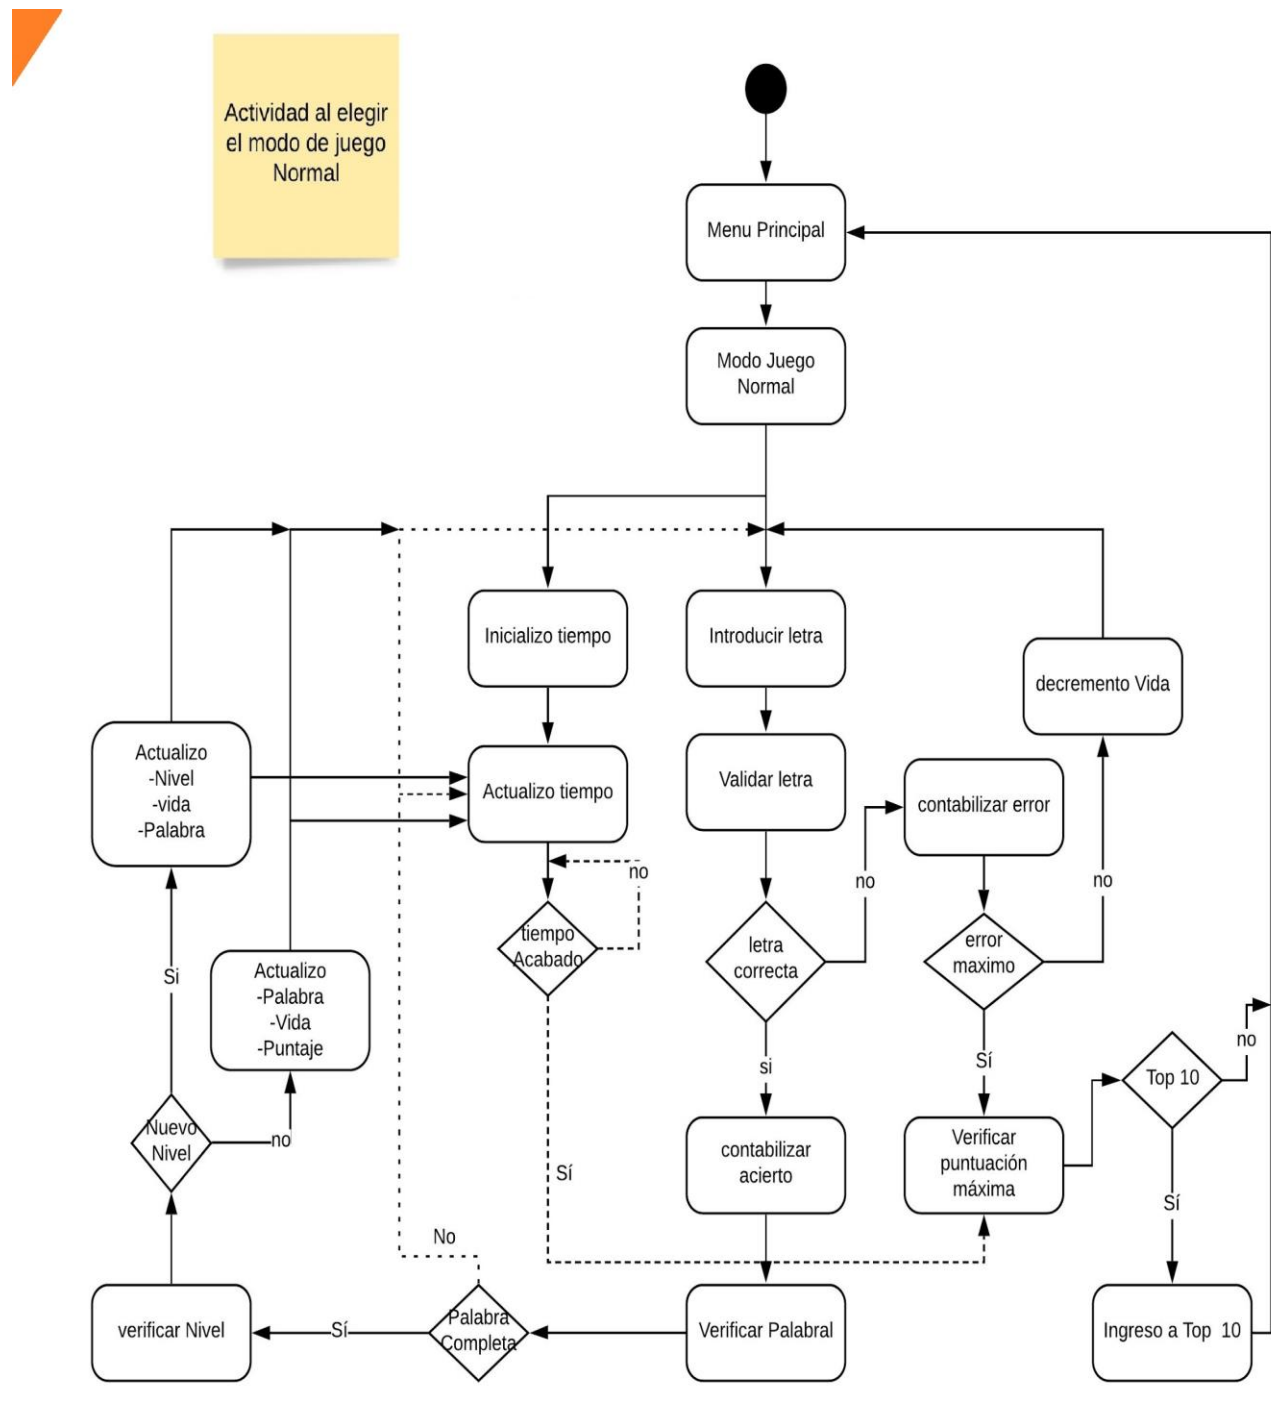 Actividad al elegir
el modo de juego
Normal
Menu Principal
Modo Juego
Normal
Inicializo tiempo
Introducir letra
decremento Vida
Actualizo
-Nivel
-vida
-Palabra
Actualizo tiempo
Validar letra
contabilizar error
no
no
no
tiempo
Acabado
letra
correcta
error
maximo
Si
Actualizo
-Palabra
-Vida
-Puntaje
si
Sí
Top 10
no
Nuevo
Nivel
no
Sí
contabilizar
acierto
Verificar
puntuación
máxima
Sí
No
verificar Nivel
Sí
Palabra
Completa
Verificar Palabral
Ingreso a Top 10